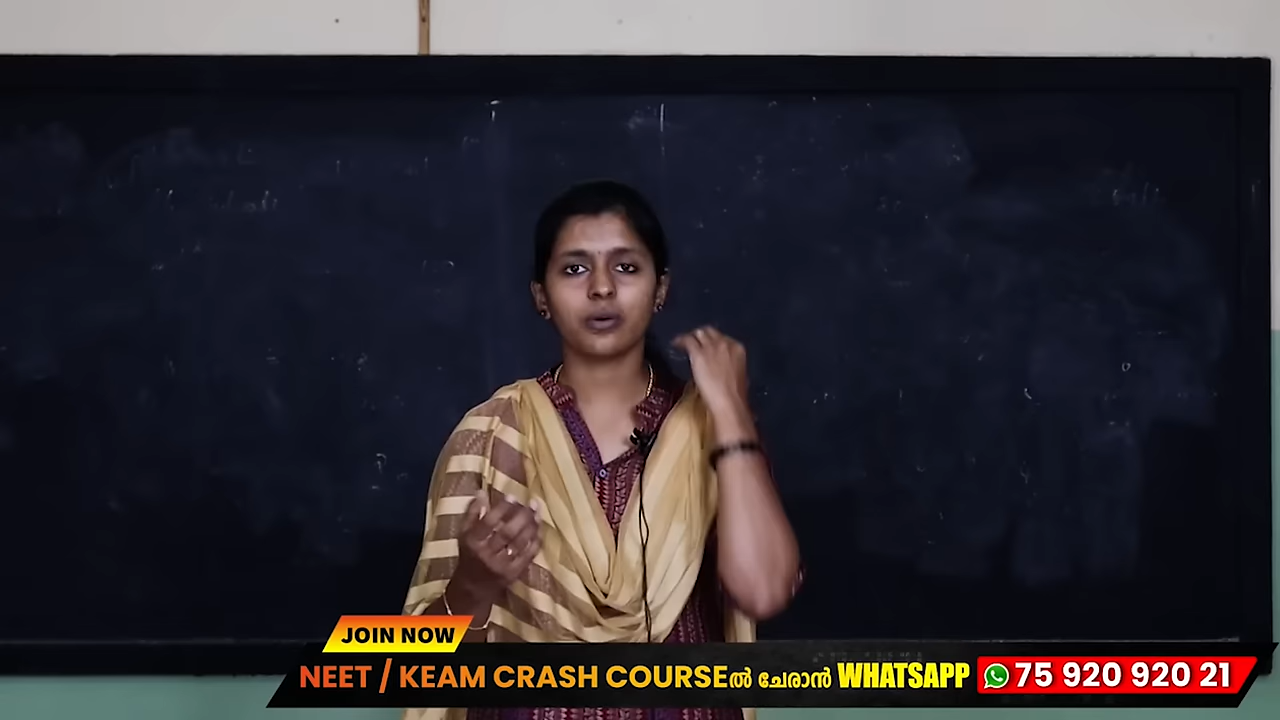 JOIN NOW
NEET / KEAM CRASH COURSEൽ ചേരാൻ WHATSAPP 75 920 920 21